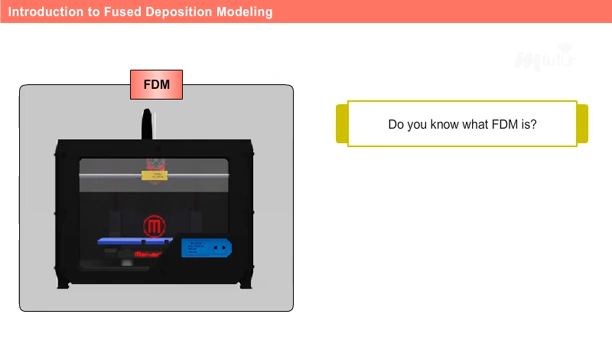 Introduction to Fused Deposition Modeling
FDM
Do you know what FDM is?
M